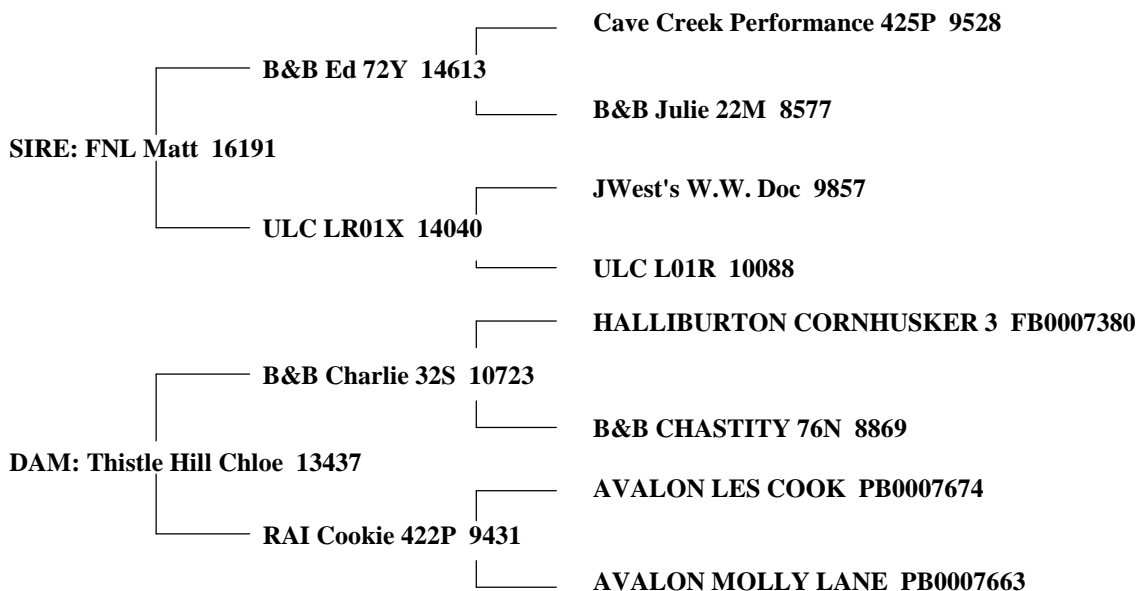 Cave Creek Performance 425P 9528
B&B Ed 72Y 14613
B&B Julie 22M 8577
SIRE: FNL Matt 16191
JWest's W.W. Doc 9857
ULC LR01X 14040
ULC L01R 10088
HALLIBURTON CORNHUSKER 3 FB0007380
B&B Charlie 32S 10723
B&B CHASTITY 76N 8869
DAM: Thistle Hill Chloe 13437
AVALON LES COOK PB0007674
RAI Cookie 422P 9431
AVALON MOLLY LANE PB0007663